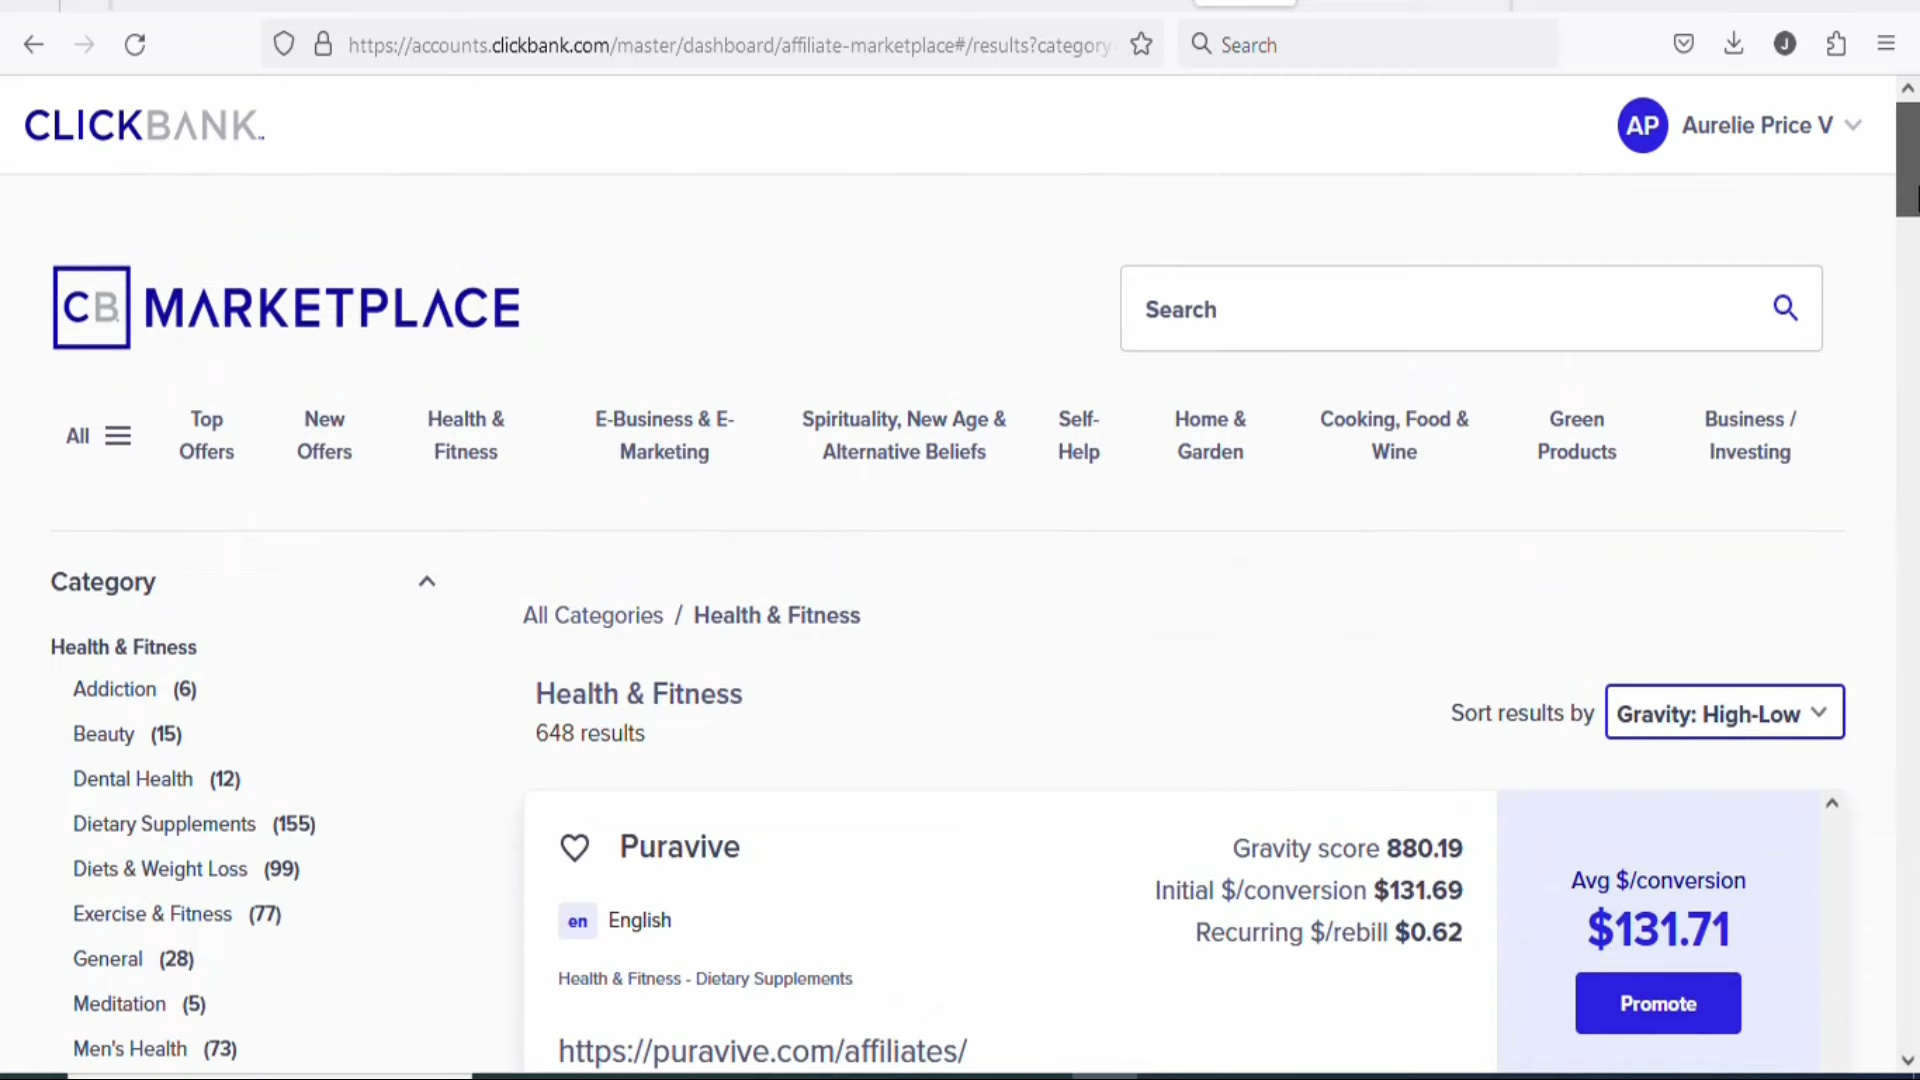 https://accounts.clickbank.com/master/dashboard/affiliate-marketplace#/results?category
Search
J
CLICKBANK
AP
Aurelie Price V
CB
MARKETPLACE
Search
All
Top Offers
New Offers
Health & Fitness
E-Business & E-Marketing
Spirituality, New Age & Alternative Beliefs
Self-Help
Home & Garden
Cooking, Food & Wine
Green Products
Business / Investing
Category
Health & Fitness
Addiction (6)
Beauty (15)
Dental Health (12)
Dietary Supplements (155)
Diets & Weight Loss (99)
Exercise & Fitness (77)
General (28)
Meditation (5)
Men's Health (73)
All Categories / Health & Fitness
Health & Fitness
648 results
Sort results by
Gravity: High-Low
Puravive
en English
Health & Fitness - Dietary Supplements
https://puravive.com/affiliates/
Gravity score 880.19
Initial $/conversion $131.69
Recurring $/rebill $0.62
Avg $/conversion
$131.71
Promote